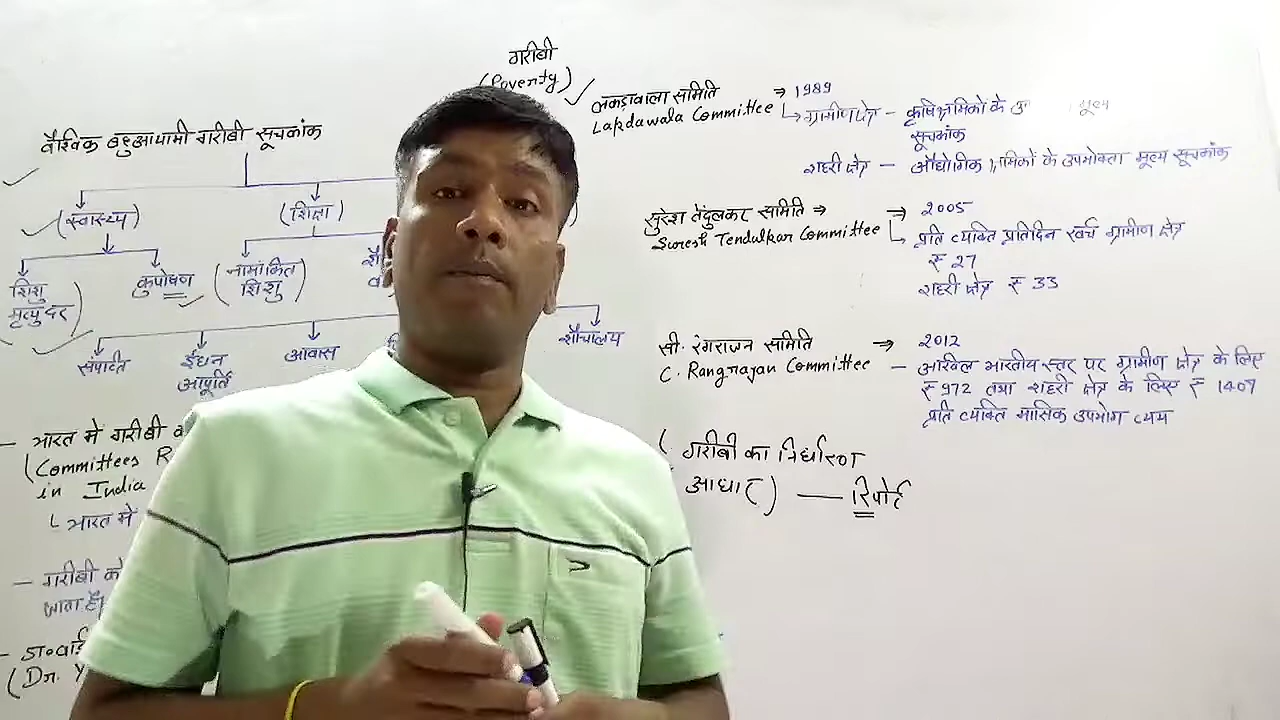 गरीबी
(Poverty)
वैश्विक बहुआयामी गरीबी सूचकांक
(स्वास्थ्य)
(शिक्षा)
शिशु
मृत्यु दर)
कुपोषण
(नामांकित
शिशु)
संपत्ति
ईंधन
आपूर्ति
आवास
शौचालय
— भारत में गरीबी
(Committees
in India
भारत में
— गरीबी को
जाता है
(Dr. Y
लकड़ावाला समिति → 1989
Lakdawala Committee
ग्रामीण क्षेत्र — कृषि श्रमिकों के मूल्य
सूचकांक
शहरी क्षेत्र — औद्योगिक श्रमिकों के उपभोक्ता मूल्य सूचकांक
सुरेश तेंदुलकर समिति ⇒ → 2005
Suresh Tendulkar Committee
प्रति व्यक्ति प्रतिदिन खर्च ग्रामीण क्षेत्र
₹ 27
शहरी क्षेत्र ₹ 33
सी. रंगराजन समिति → 2012
C. Rangrajan Committee
— अखिल भारतीय स्तर पर ग्रामीण क्षेत्र के लिए
₹ 972 तथा शहरी क्षेत्र के लिए ₹ 1407
प्रति व्यक्ति मासिक उपभोग व्यय
( गरीबी का निर्धारण
आधार) — रिपोर्ट